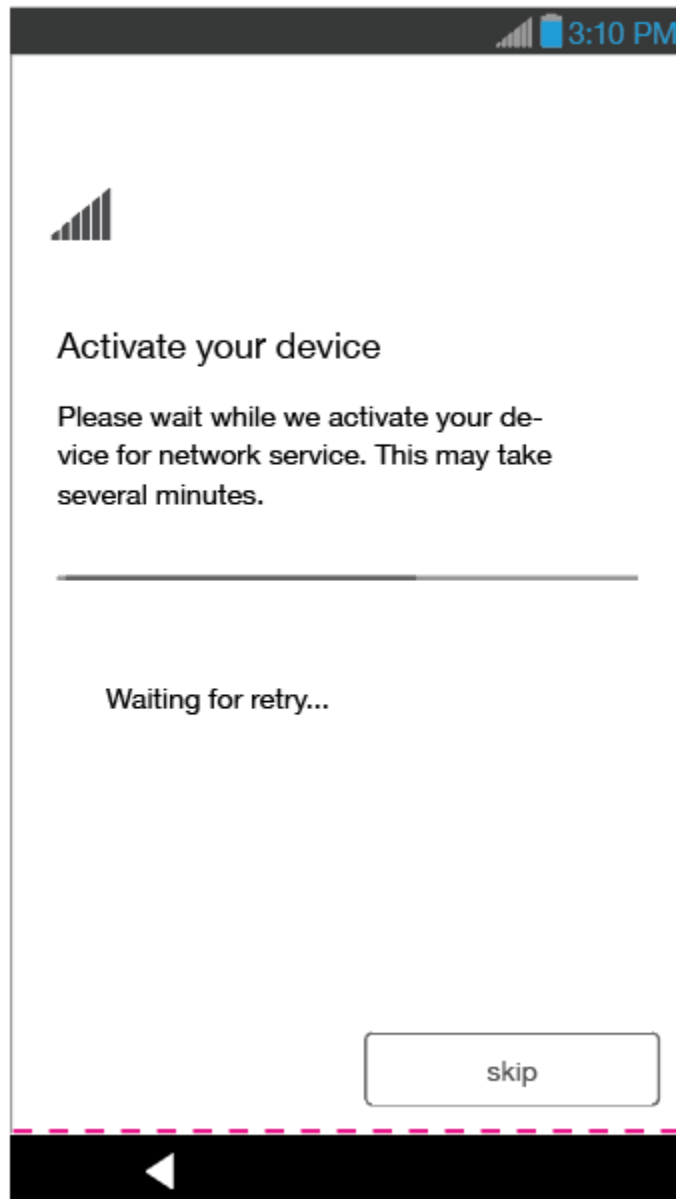 3:10 PM
Activate your device
Please wait while we activate your de-
vice for network service. This may take
several minutes.
Waiting for retry...
skip